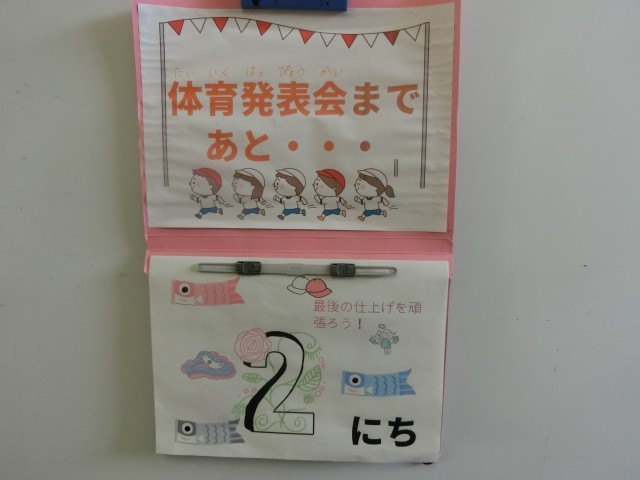 たい いく はっ ぴょう かい
体育発表会まで
あと・・・
最後の仕上げを頑
張ろう！
2
にち